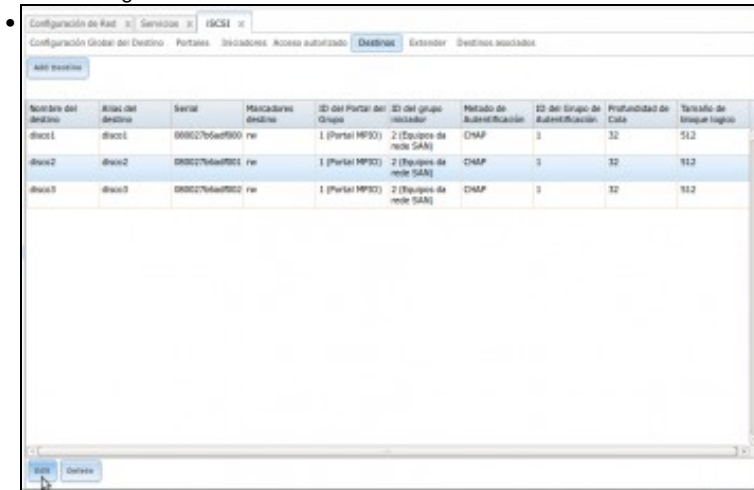 Configuración de Red x Servicios x iSCSI x
Configuración Global del Destino Portales Iniciadores Acceso autorizado Destinos Extender Destinos asociados
Add Destino
Nombre del destino Alias del destino Serial Marcadores destino ID del Portal del Grupo ID del grupo iniciador Metado de Autentificación ID del Grupo de Autentificación Profundidad de Cola Tamaño de bloque logico
disco1 disco1 080027b6adf800 rw 1 (Portal MPIO) 2 (Equipos da rede SAN) CHAP 1 32 512
disco2 disco2 080027b6adf801 rw 1 (Portal MPIO) 2 (Equipos da rede SAN) CHAP 1 32 512
disco3 disco3 080027b6adf802 rw 1 (Portal MPIO) 2 (Equipos da rede SAN) CHAP 1 32 512
Edit Delete